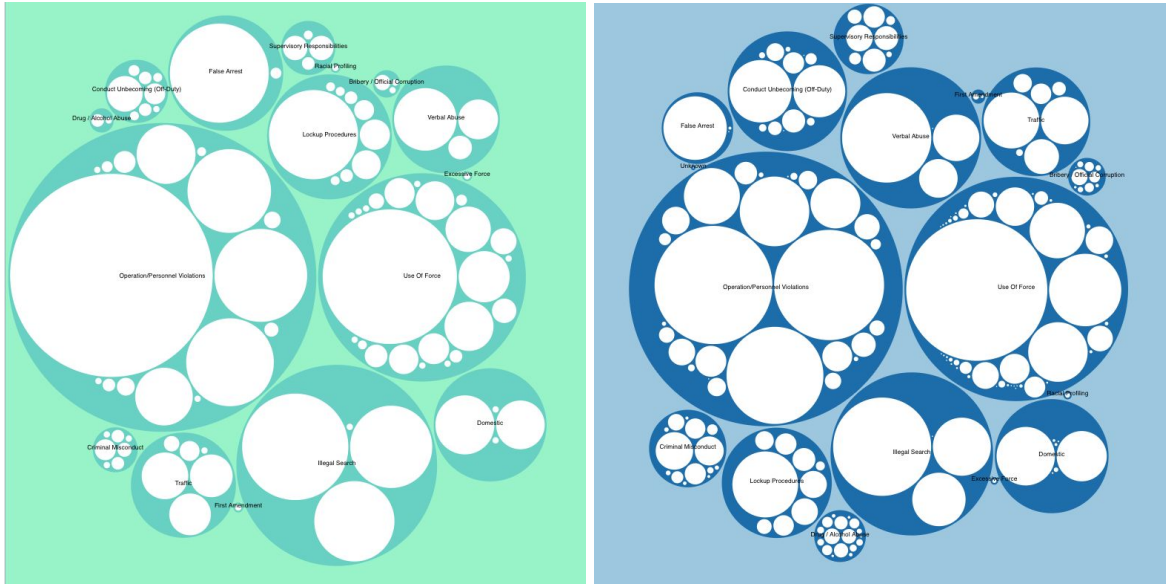 Supervisory Responsibilities
False Arrest
Racial Profiling
Bribery / Official Corruption
Conduct Unbecoming (Off-Duty)
Drug / Alcohol Abuse
Verbal Abuse
Lockup Procedures
Excessive Force
Operation/Personnel Violations
Use Of Force
Domestic
Criminal Misconduct
Illegal Search
Traffic
First Amendment
Supervisory Responsibilities
Conduct Unbecoming (Off-Duty)
First Amendment
Traffic
False Arrest
Verbal Abuse
Unknown
Bribery / Official Corruption
Operation/Personnel Violations
Use Of Force
Racial Profiling
Criminal Misconduct
Illegal Search
Domestic
Lockup Procedures
Excessive Force
Drug / Alcohol Abuse